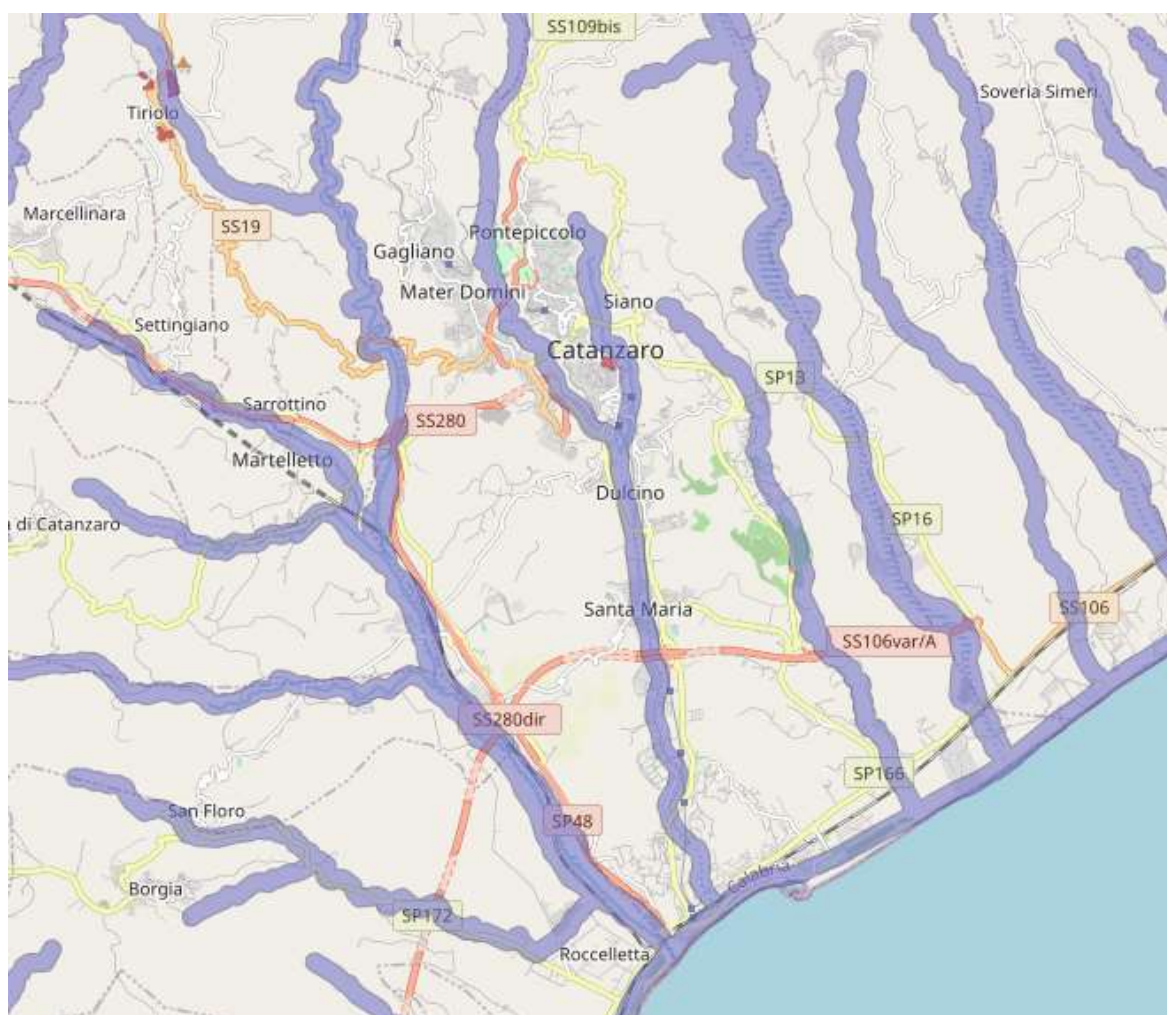 SS109bis
Soveria Simeri
Tiriolo
Marcellinara
SS19
Pontepiccolo
Gagliano
Mater Domini
Siano
Settingiano
Catanzaro
SP13
Sarrottino
SS280
Martelletto
Dulcino
a di Catanzaro
SP16
Santa Maria
SS106
SS106var/A
SS280dir
SP166
San Floro
SP48
Calabria
Borgia
SP172
Roccelletta